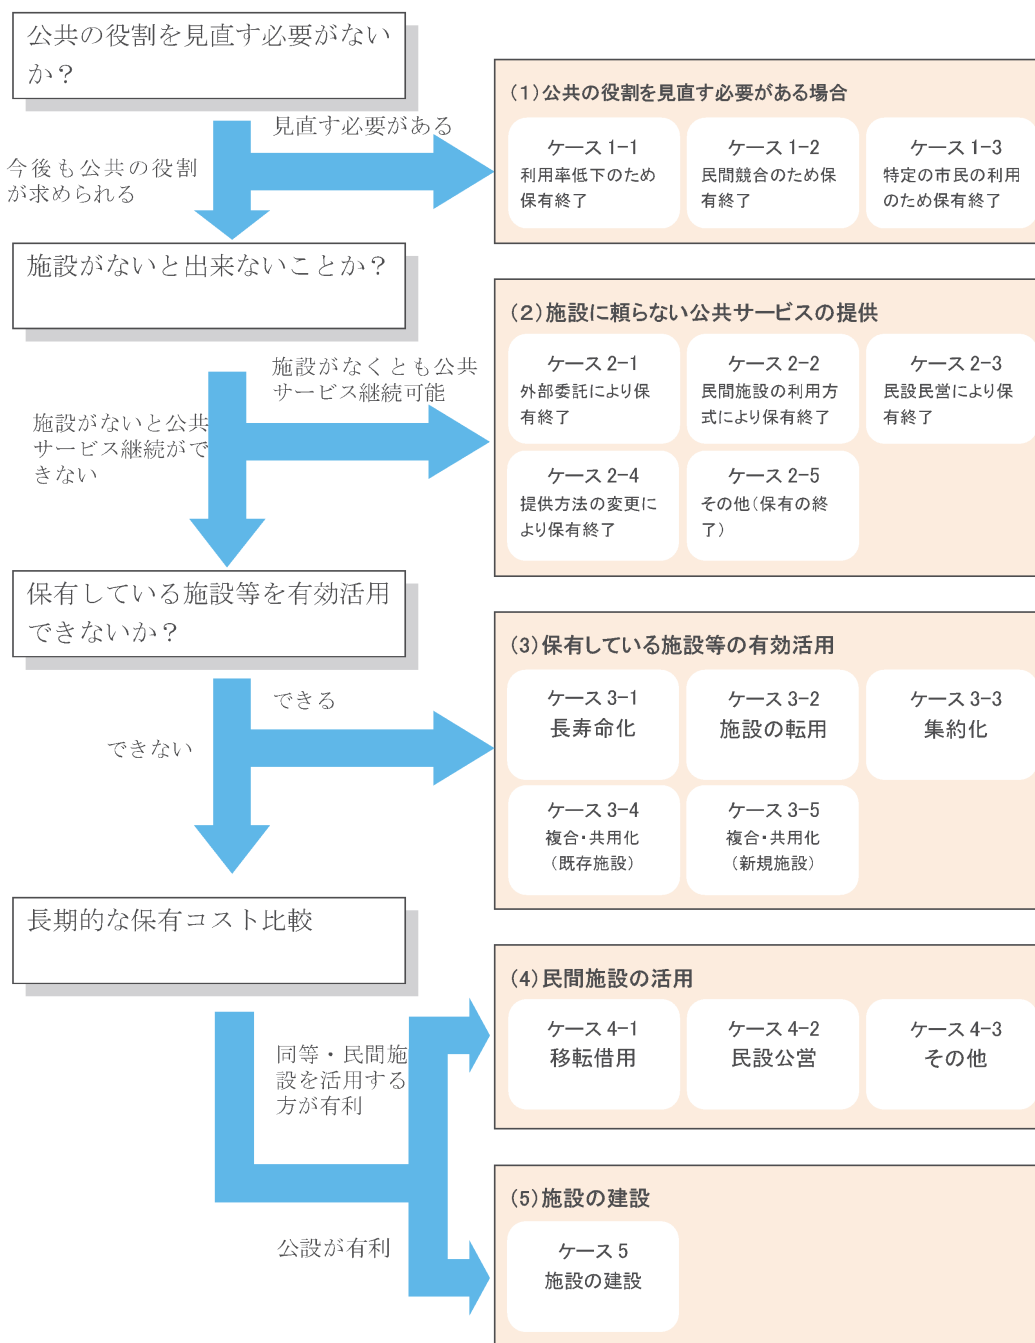 公共の役割を見直す必要がない
か？
見直す必要がある
今後も公共の役割
が求められる
（1）公共の役割を見直す必要がある場合
ケース 1-1
利用率低下のため
保有終了
ケース 1-2
民間競合のため保
有終了
ケース 1-3
特定の市民の利用
のため保有終了
施設がないと出来ないことか？
施設がなくとも公共
サービス継続可能
施設がないと公共
サービス継続がで
きない
（2）施設に頼らない公共サービスの提供
ケース 2-1
外部委託により保
有終了
ケース 2-2
民間施設の利用方
式により保有終了
ケース 2-3
民設民営により保
有終了
ケース 2-4
提供方法の変更に
より保有終了
ケース 2-5
その他（保有の終
了）
保有している施設等を有効活用
できないか？
できる
できない
（3）保有している施設等の有効活用
ケース 3-1
長寿命化
ケース 3-2
施設の転用
ケース 3-3
集約化
ケース 3-4
複合・共用化
（既存施設）
ケース 3-5
複合・共用化
（新規施設）
長期的な保有コスト比較
同等・民間施
設を活用する
方が有利
公設が有利
（4）民間施設の活用
ケース 4-1
移転借用
ケース 4-2
民設公営
ケース 4-3
その他
（5）施設の建設
ケース 5
施設の建設